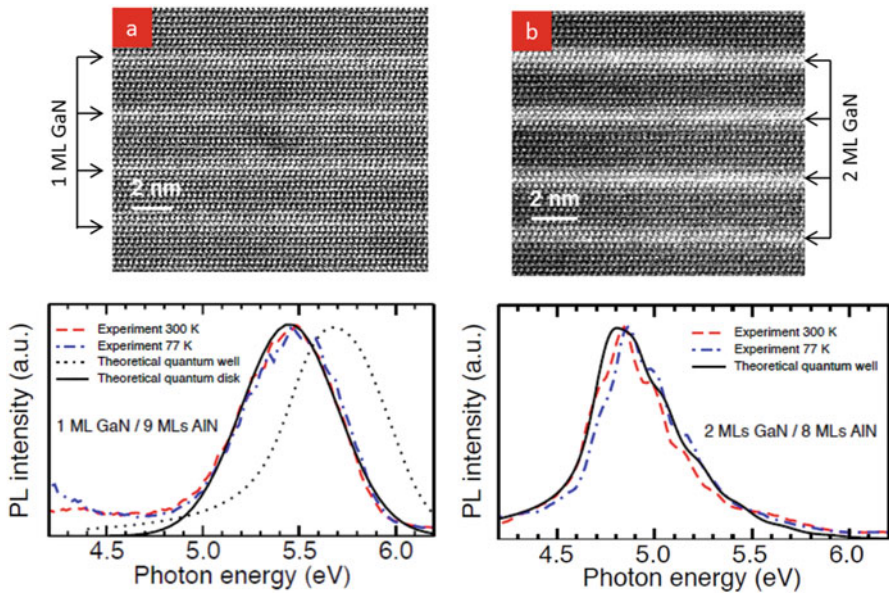 a
1 ML GaN
2 nm
b
2 ML GaN
2 nm
PL intensity (a.u.)
Experiment 300 K
Experiment 77 K
Theoretical quantum well
Theoretical quantum disk
1 ML GaN / 9 MLs AlN
4.5 5.0 5.5 6.0
Photon energy (eV)
PL intensity (a.u.)
Experiment 300 K
Experiment 77 K
Theoretical quantum well
2 MLs GaN / 8 MLs AlN
4.5 5.0 5.5 6.0
Photon energy (eV)